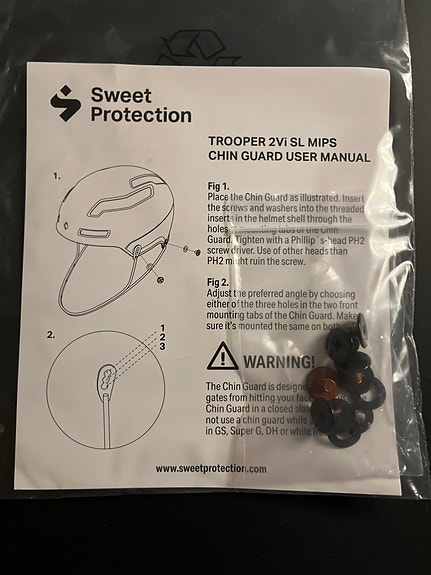 Sweet
Protection
TROOPER 2Vi SL MIPS
CHIN GUARD USER MANUAL
1.
Fig 1.
Place the Chin Guard as illustrated. Insert
the screws and washers into the threaded
inserts in the helmet shell through the
holes mounting tabs of the Chin
Guard. Tighten with a Phillip´s-head PH2
screw driver. Use of other heads than
PH2 might ruin the screw.
Fig 2.
Adjust the preferred angle by choosing
either of the three holes in the two front
mounting tabs of the Chin Guard. Make
sure it's mounted the same on both
2.
1
2
3
WARNING!
The Chin Guard is designed
gates from hitting your face
Chin Guard in a closed
not use a chin guard while
in GS, Super G, DH or while
www.sweetprotection.com